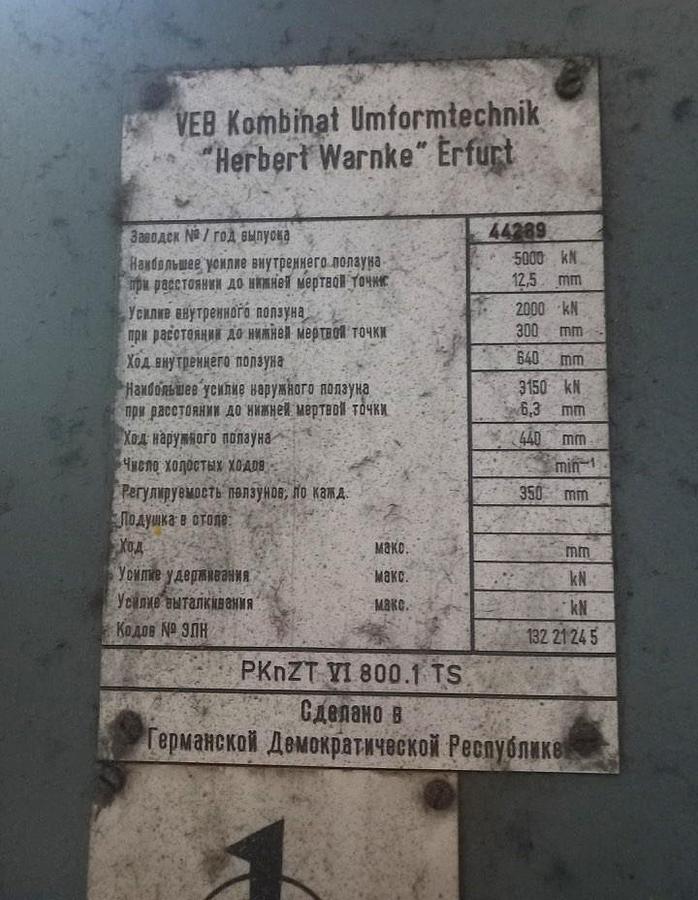 VEB Kombinat Umformtechnik
"Herbert Warnke" Erfurt
Заводск № / год выпуска 44289
Наибольшее усилие внутреннего ползуна 5000 kN
при расстоянии до нижней мертвой точки 12,5 mm
Усилие внутренного ползуна 2000 kN
при расстоянии до нижней мертвой точки 300 mm
Ход внутреннего ползуна 640 mm
Наибольшее усилие наружного ползуна 3150 kN
при расстоянии до нижней мертвой точки 6,3 mm
Ход наружного ползуна 440 mm
Число холостых ходов min⁻¹
Регулируемость ползунов, по кажд. 350 mm
Подушка в столе:
Ход макс. mm
Усилие удерживания макс. kN
Усилие выталкивания макс. kN
Кодов № ЭЛН 132 21 24 5
PKnZT VI 800.1 TS
Сделано в
Германской Демократической Республике
1